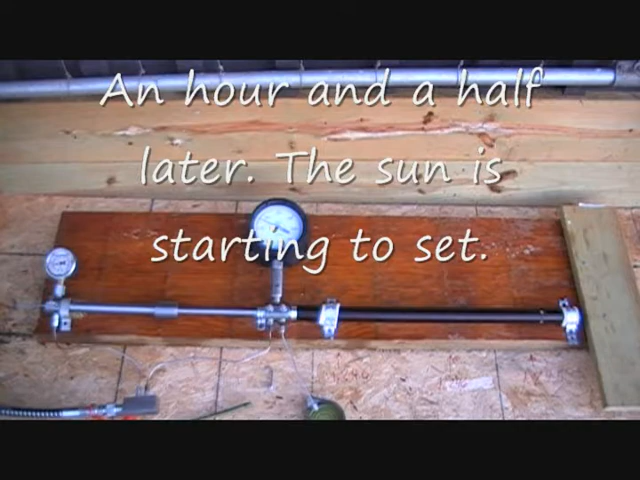 An hour and a half
later. The sun is
starting to set.